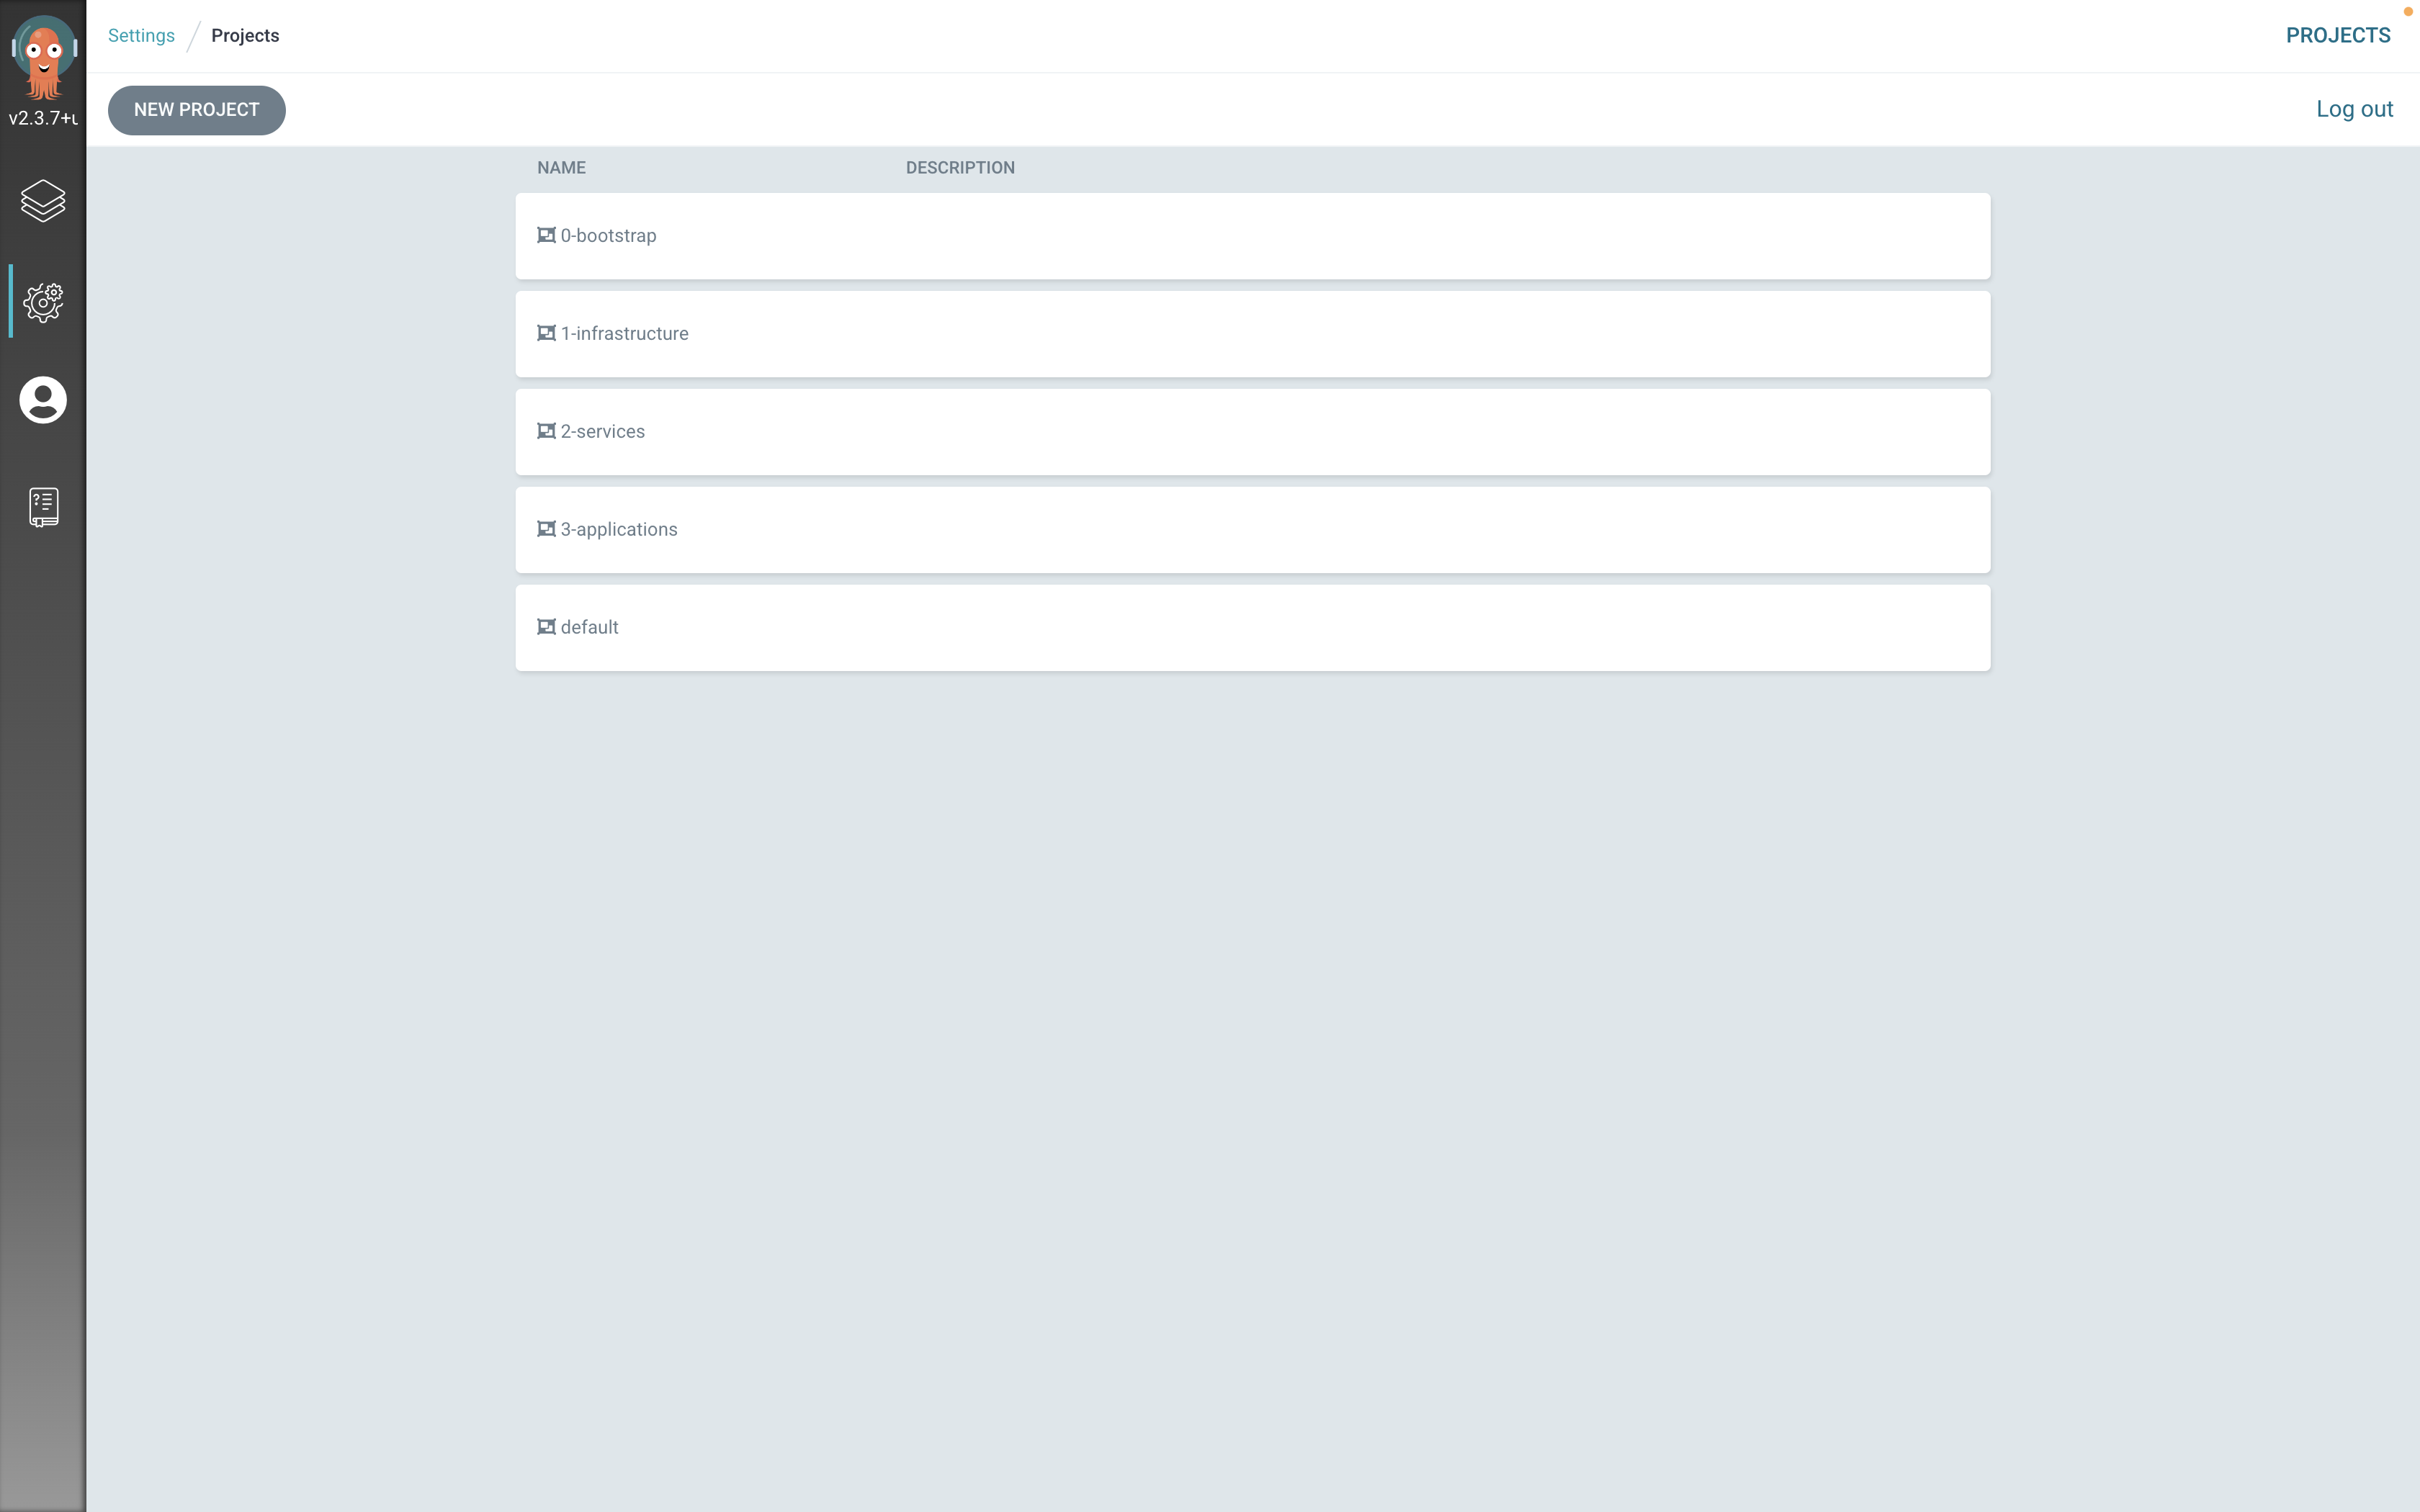 Settings / Projects
PROJECTS
v2.3.7+u
NEW PROJECT
Log out
NAME DESCRIPTION
0-bootstrap
1-infrastructure
2-services
3-applications
default